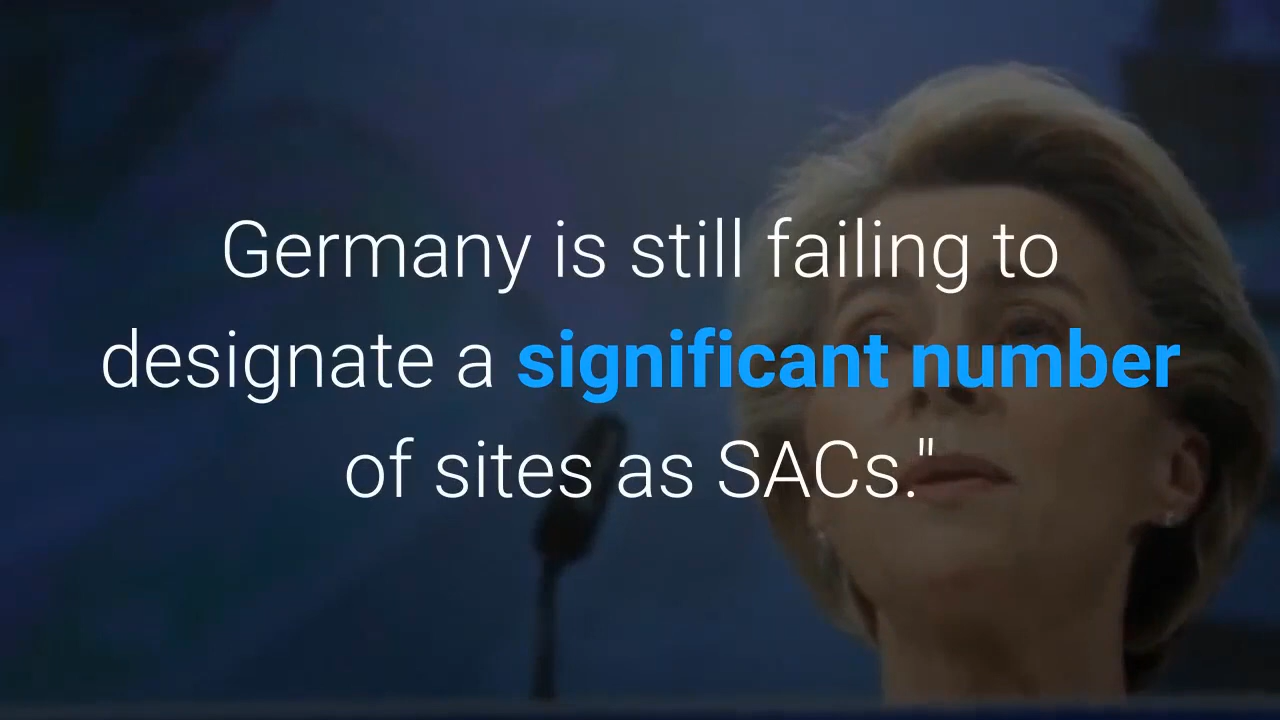 Germany is still failing to
designate a significant number
of sites as SACs."